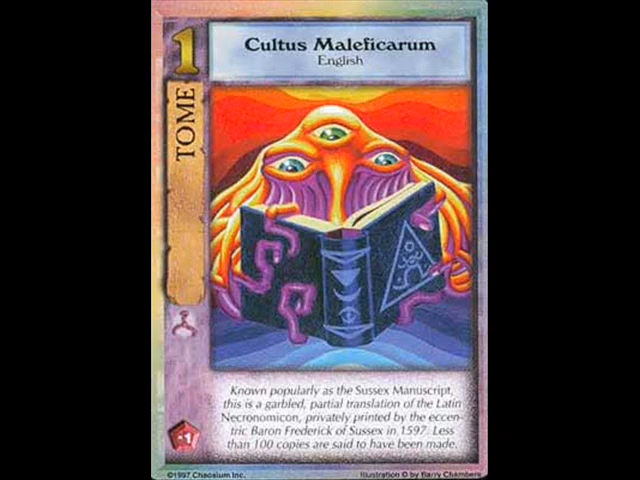 1
Cultus Maleficarum
English
TOME
Known popularly as the Sussex Manuscript,
this is a garbled, partial translation of the Latin
Necronomicon, privately printed by the eccen-
tric Baron Frederick of Sussex in 1597. Less
than 100 copies are said to have been made.
-1
©1997 Chaosium Inc.
Illustration © by Barry Chambers